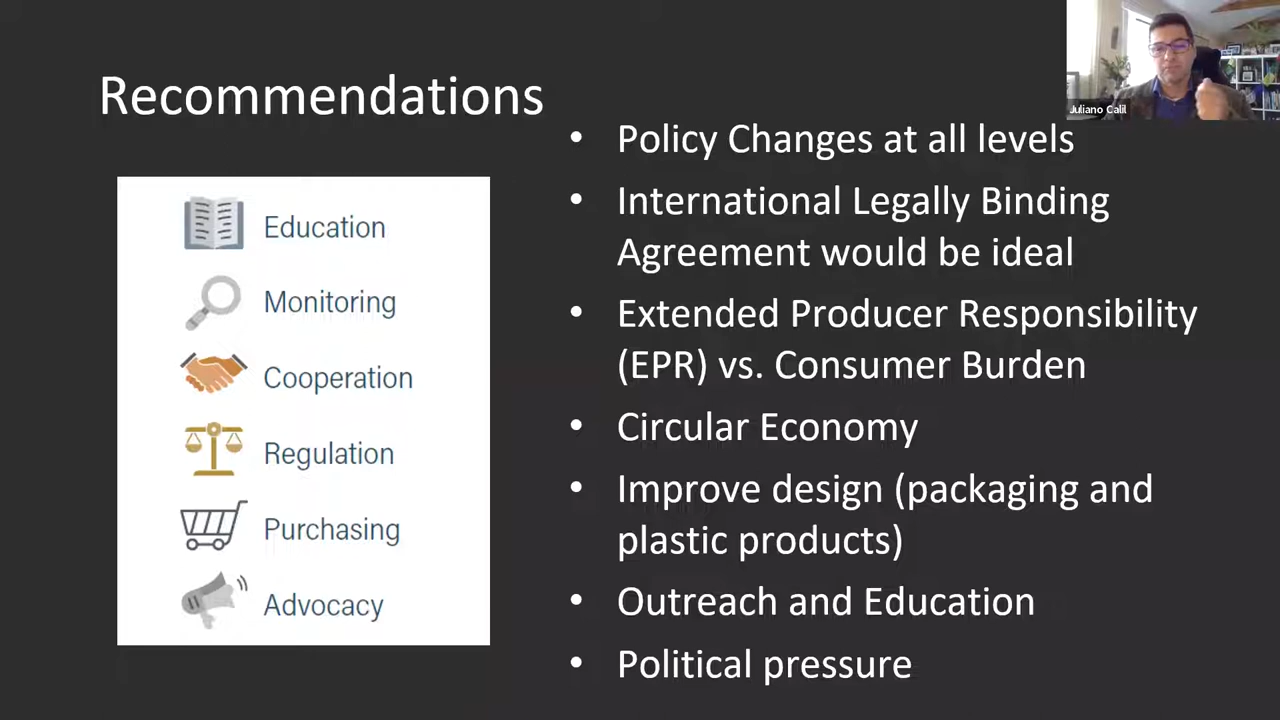 Recommendations
Education
Monitoring
Cooperation
Regulation
Purchasing
Advocacy
• Policy Changes at all levels
• International Legally Binding
Agreement would be ideal
• Extended Producer Responsibility
(EPR) vs. Consumer Burden
• Circular Economy
• Improve design (packaging and
plastic products)
• Outreach and Education
• Political pressure
Juliano Calil